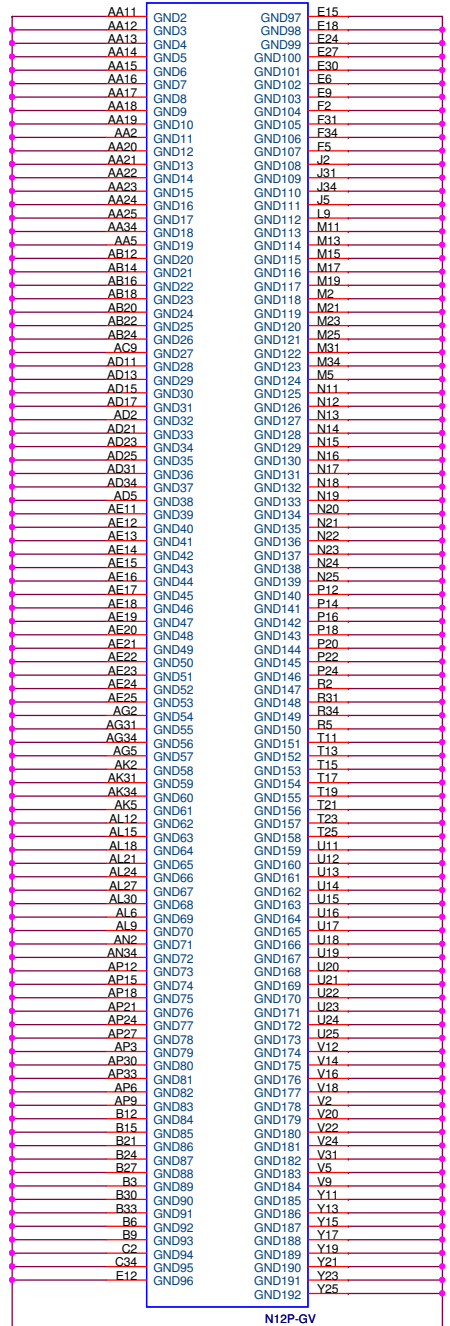 AA11 GND2 GND97 E15
AA12 GND3 GND98 E18
AA13 GND4 GND99 E24
AA14 GND5 GND100 E27
AA15 GND6 GND101 E30
AA16 GND7 GND102 E6
AA17 GND8 GND103 E9
AA18 GND9 GND104 F2
AA19 GND10 GND105 F31
AA2 GND11 GND106 F34
AA20 GND12 GND107 F5
AA21 GND13 GND108 J2
AA22 GND14 GND109 J31
AA23 GND15 GND110 J34
AA24 GND16 GND111 J5
AA25 GND17 GND112 L9
AA34 GND18 GND113 M11
AA5 GND19 GND114 M13
AB12 GND20 GND115 M15
AB14 GND21 GND116 M17
AB16 GND22 GND117 M19
AB18 GND23 GND118 M2
AB20 GND24 GND119 M21
AB22 GND25 GND120 M23
AB24 GND26 GND121 M25
AC9 GND27 GND122 M31
AD11 GND28 GND123 M34
AD13 GND29 GND124 M5
AD15 GND30 GND125 N11
AD17 GND31 GND126 N12
AD2 GND32 GND127 N13
AD21 GND33 GND128 N14
AD23 GND34 GND129 N15
AD25 GND35 GND130 N16
AD31 GND36 GND131 N17
AD34 GND37 GND132 N18
AD5 GND38 GND133 N19
AE11 GND39 GND134 N20
AE12 GND40 GND135 N21
AE13 GND41 GND136 N22
AE14 GND42 GND137 N23
AE15 GND43 GND138 N24
AE16 GND44 GND139 N25
AE17 GND45 GND140 P12
AE18 GND46 GND141 P14
AE19 GND47 GND142 P16
AE20 GND48 GND143 P18
AE21 GND49 GND144 P20
AE22 GND50 GND145 P22
AE23 GND51 GND146 P24
AE24 GND52 GND147 R2
AE25 GND53 GND148 R31
AG2 GND54 GND149 R34
AG31 GND55 GND150 R5
AG34 GND56 GND151 T11
AG5 GND57 GND152 T13
AK2 GND58 GND153 T15
AK31 GND59 GND154 T17
AK34 GND60 GND155 T19
AK5 GND61 GND156 T21
AL12 GND62 GND157 T23
AL15 GND63 GND158 T25
AL18 GND64 GND159 U11
AL21 GND65 GND160 U12
AL24 GND66 GND161 U13
AL27 GND67 GND162 U14
AL30 GND68 GND163 U15
AL6 GND69 GND164 U16
AL9 GND70 GND165 U17
AN2 GND71 GND166 U18
AN34 GND72 GND167 U19
AP12 GND73 GND168 U20
AP15 GND74 GND169 U21
AP18 GND75 GND170 U22
AP21 GND76 GND171 U23
AP24 GND77 GND172 U24
AP27 GND78 GND173 U25
AP3 GND79 GND174 V12
AP30 GND80 GND175 V14
AP33 GND81 GND176 V16
AP6 GND82 GND177 V18
AP9 GND83 GND178 V2
B12 GND84 GND179 V20
B15 GND85 GND180 V22
B21 GND86 GND181 V24
B24 GND87 GND182 V31
B27 GND88 GND183 V5
B3 GND89 GND184 V9
B30 GND90 GND185 Y11
B33 GND91 GND186 Y13
B6 GND92 GND187 Y15
B9 GND93 GND188 Y17
C2 GND94 GND189 Y19
C34 GND95 GND190 Y21
E12 GND96 GND191 Y23
GND192 Y25
N12P-GV